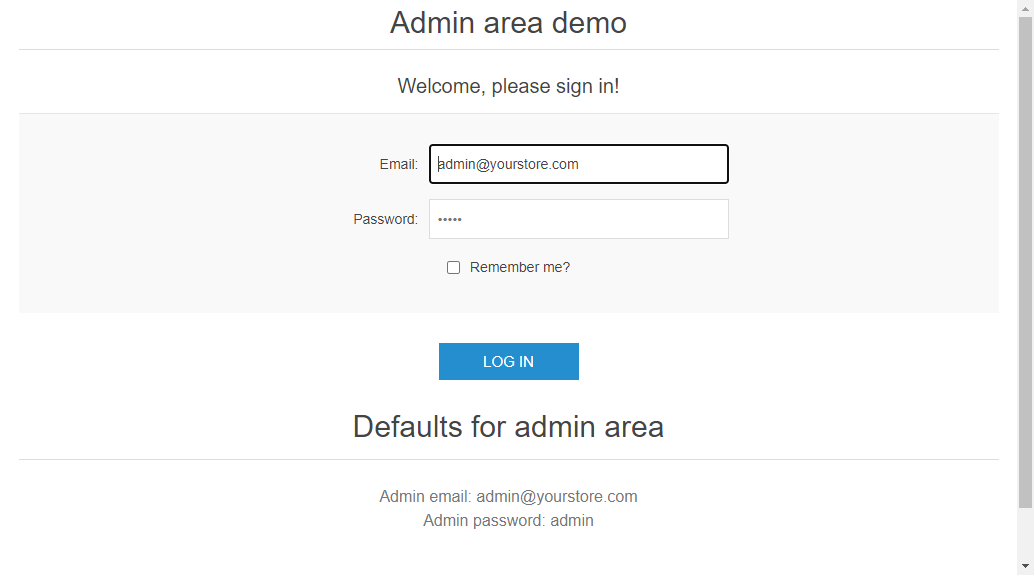 Admin area demo
Welcome, please sign in!
Email: admin@yourstore.com
Password: •••••
Remember me?
LOG IN
Defaults for admin area
Admin email: admin@yourstore.com
Admin password: admin